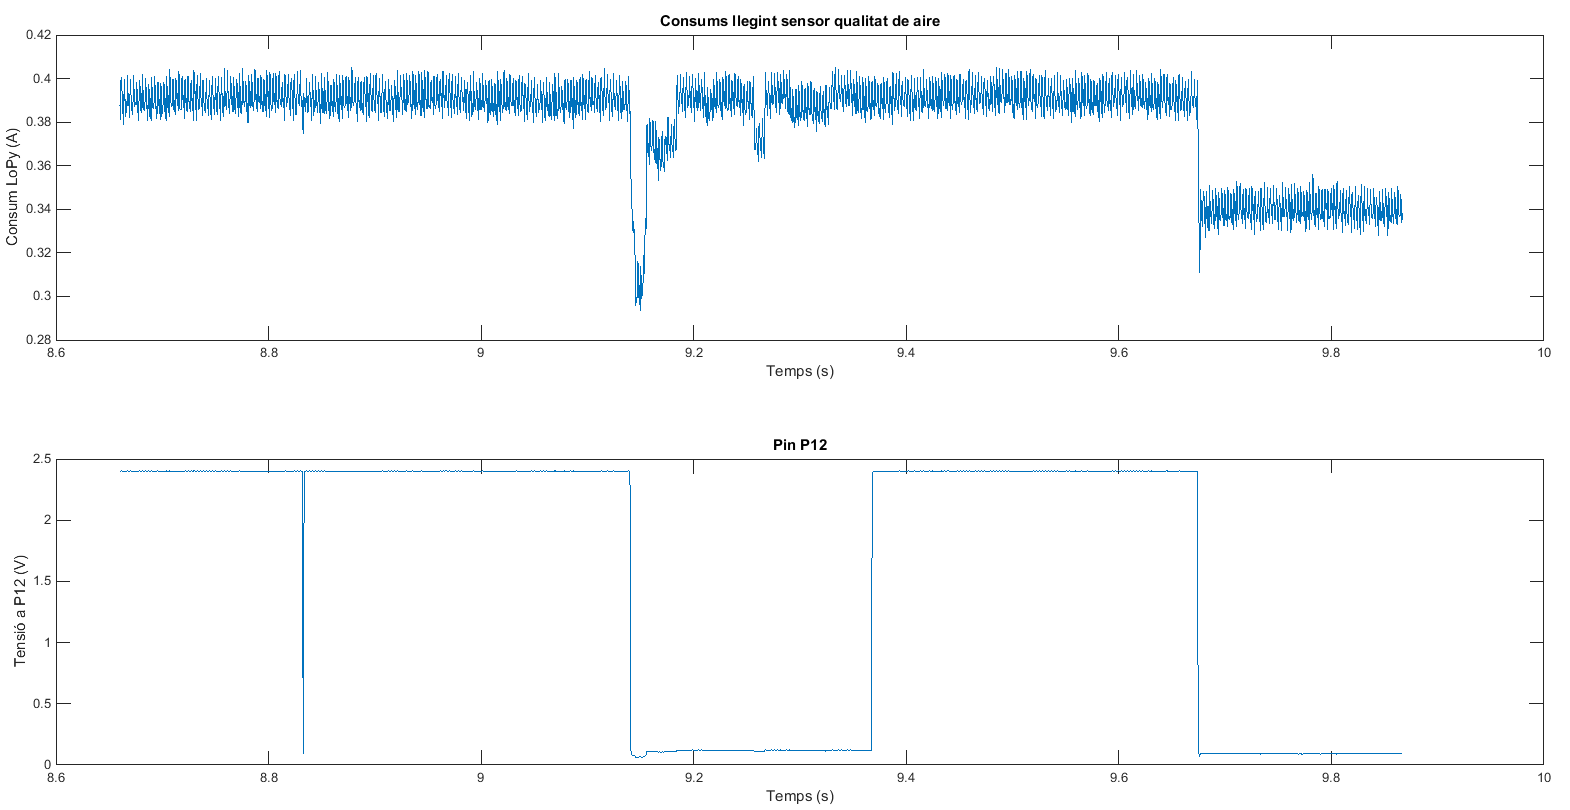 Consums llegint sensor qualitat de aire
0.42
0.4
0.38
0.36
0.34
0.32
0.3
0.28
Consum LoPy (A)
8.6 8.8 9 9.2 9.4 9.6 9.8 10
Temps (s)
Pin P12
2.5
2
1.5
1
0.5
0
Tensió a P12 (V)
8.6 8.8 9 9.2 9.4 9.6 9.8 10
Temps (s)